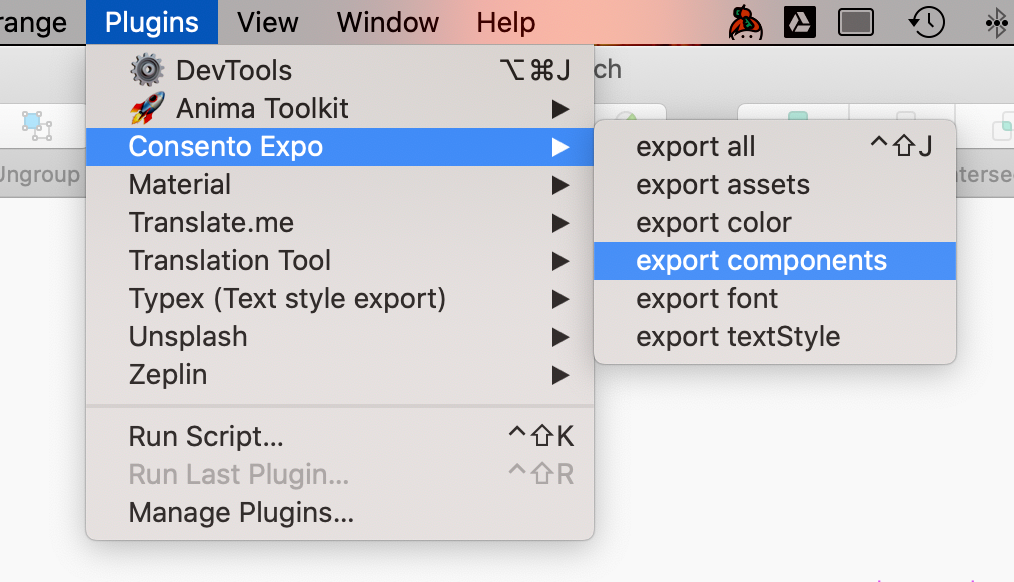 range Plugins View Window Help
DevTools ⌥⌘J
ch
Anima Toolkit ▶
Consento Expo ▶
export all ^⇧J
Ungroup
Material ▶
export assets
Translate.me ▶
export color
Translation Tool ▶
export components
Typex (Text style export) ▶
export font
Unsplash ▶
export textStyle
Zeplin ▶
Run Script... ^⇧K
Run Last Plugin... ^⇧R
Manage Plugins...